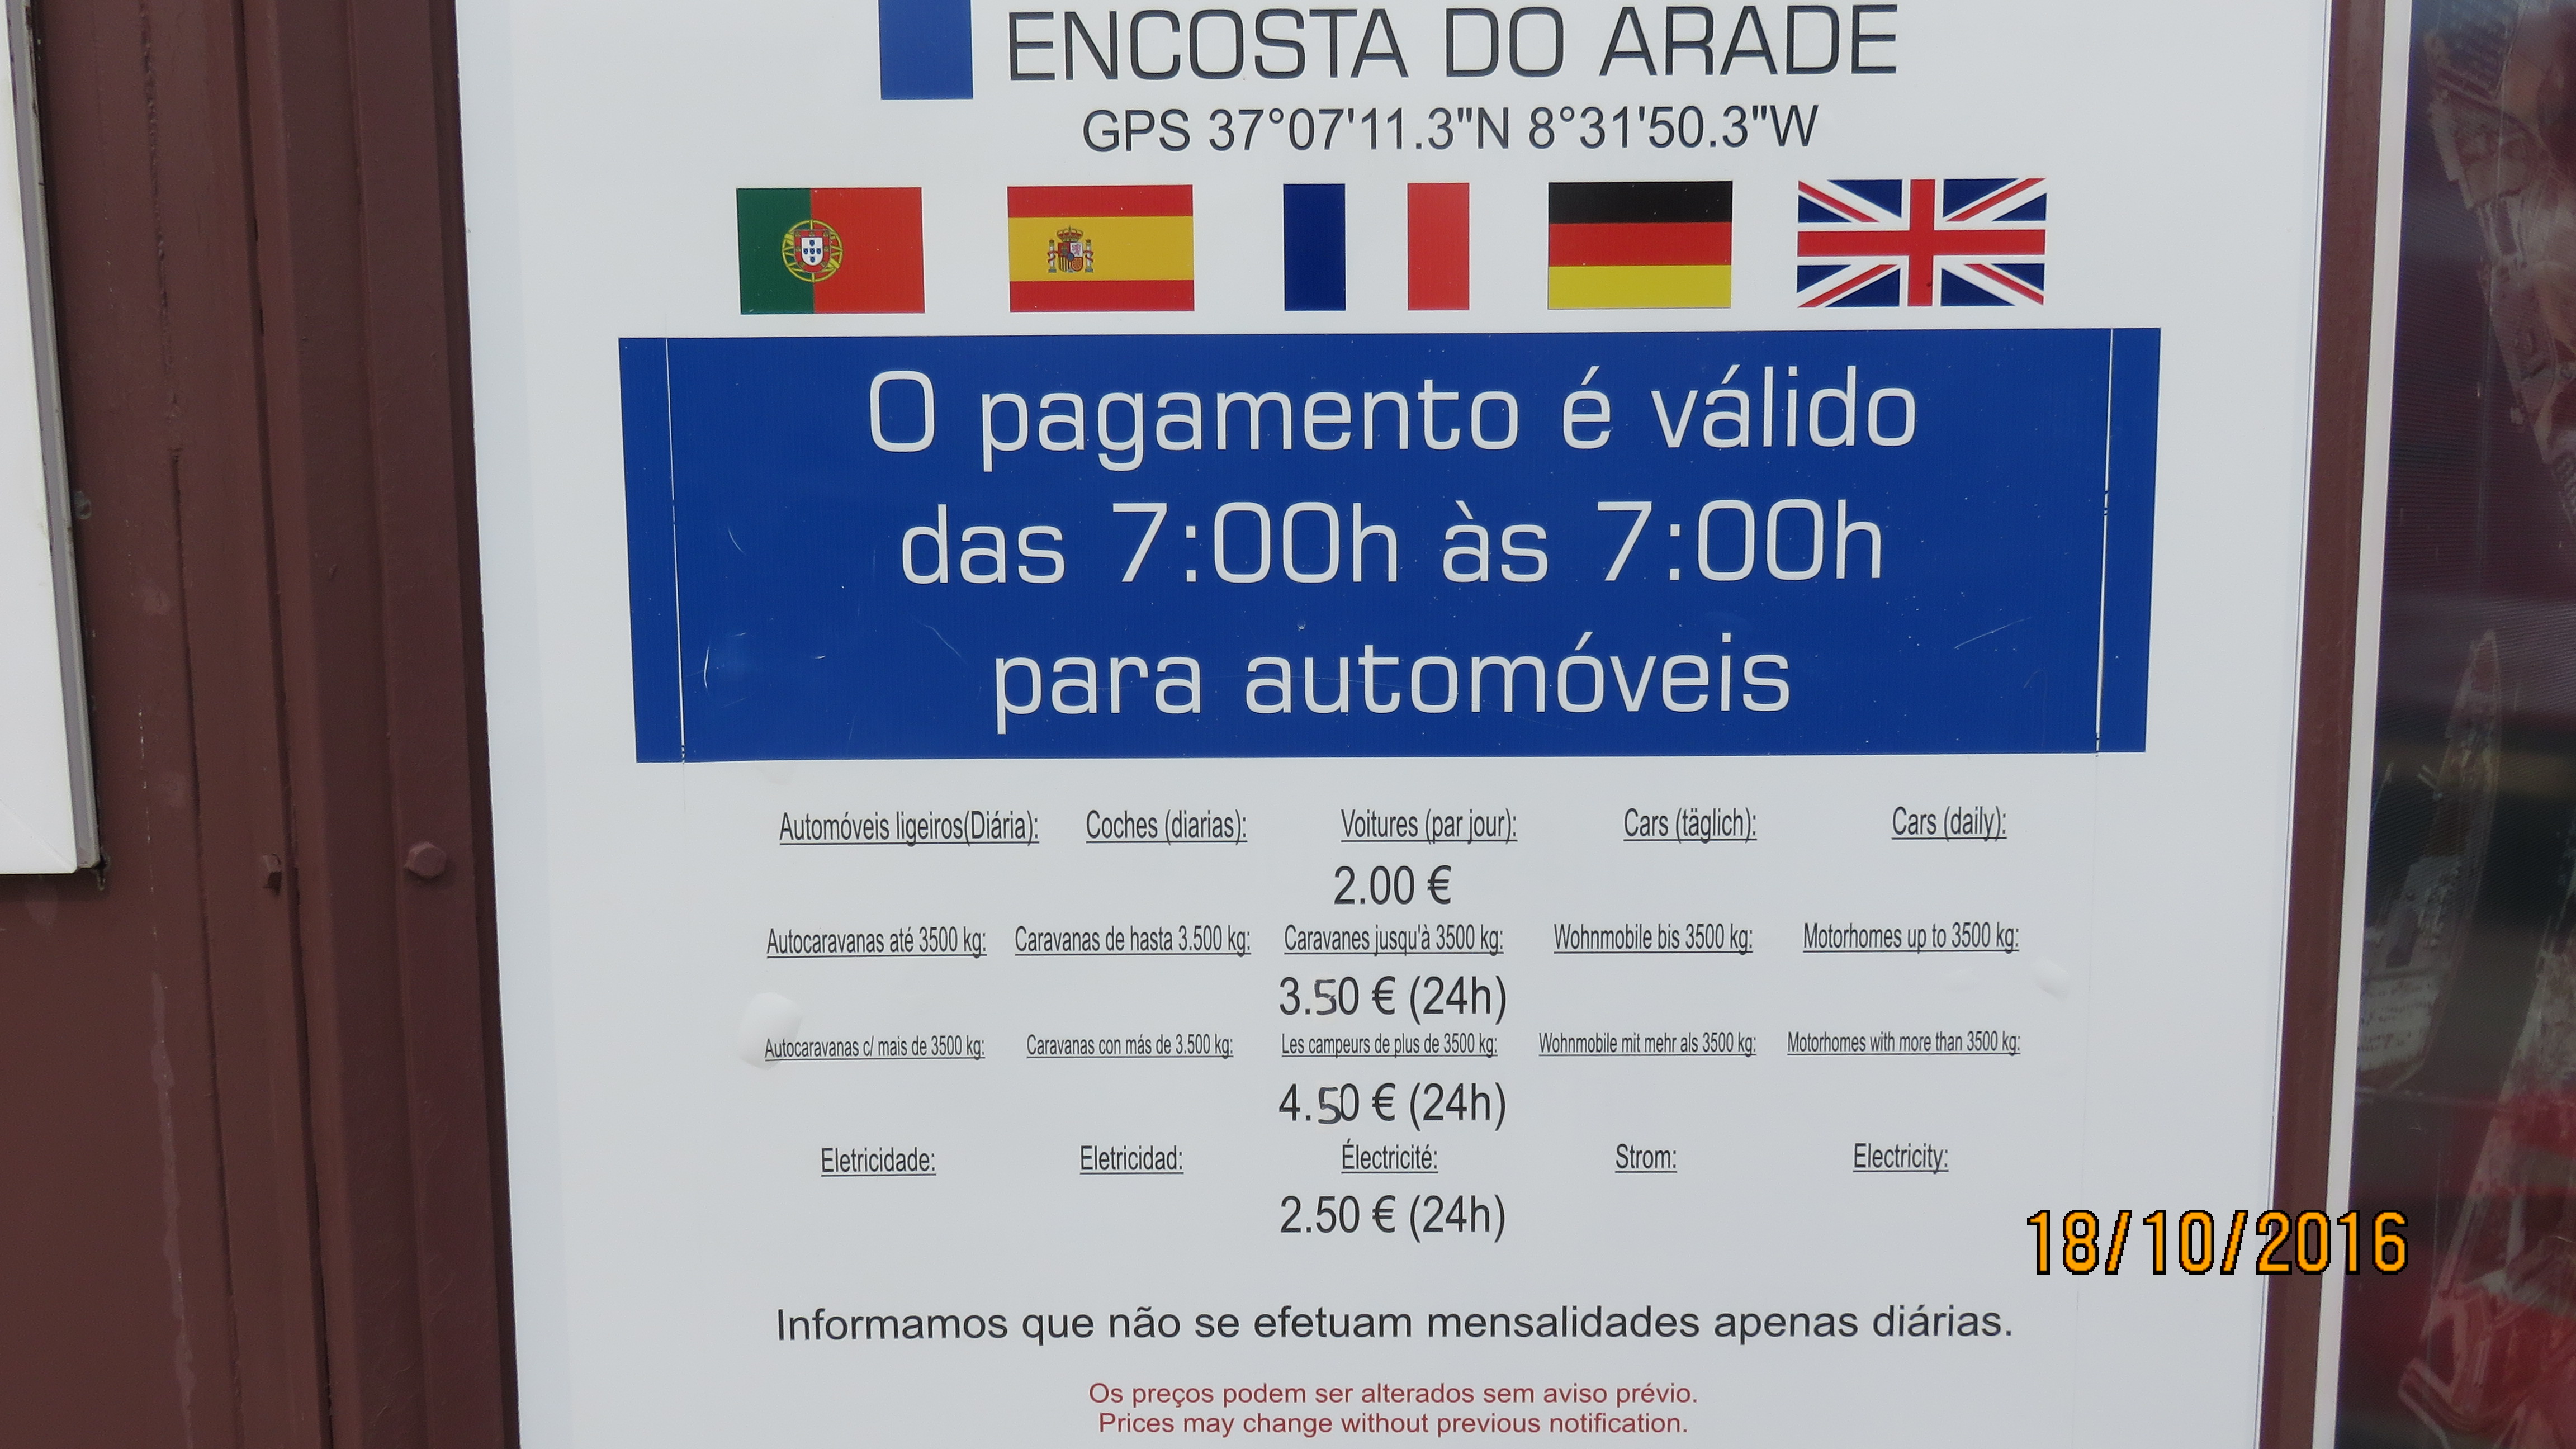 ENCOSTA DO ARADE
GPS 37°07'11.3"N 8°31'50.3"W
O pagamento é válido
das 7:00h às 7:00h
para automóveis
Automóveis ligeiros(Diária): Coches (diarias): Voitures (par jour): Cars (täglich): Cars (daily):
2.00 €
Autocaravanas até 3500 kg: Caravanas de hasta 3.500 kg: Caravanes jusqu'à 3500 kg: Wohnmobile bis 3500 kg: Motorhomes up to 3500 kg:
3.50 € (24h)
Autocaravanas c/ mais de 3500 kg: Caravanas con más de 3.500 kg: Les campeurs de plus de 3500 kg: Wohnmobile mit mehr als 3500 kg: Motorhomes with more than 3500 kg:
4.50 € (24h)
Eletricidade: Eletricidad: Électricité: Strom: Electricity:
2.50 € (24h)
18/10/2016
Informamos que não se efetuam mensalidades apenas diárias.
Os preços podem ser alterados sem aviso prévio.
Prices may change without previous notification.